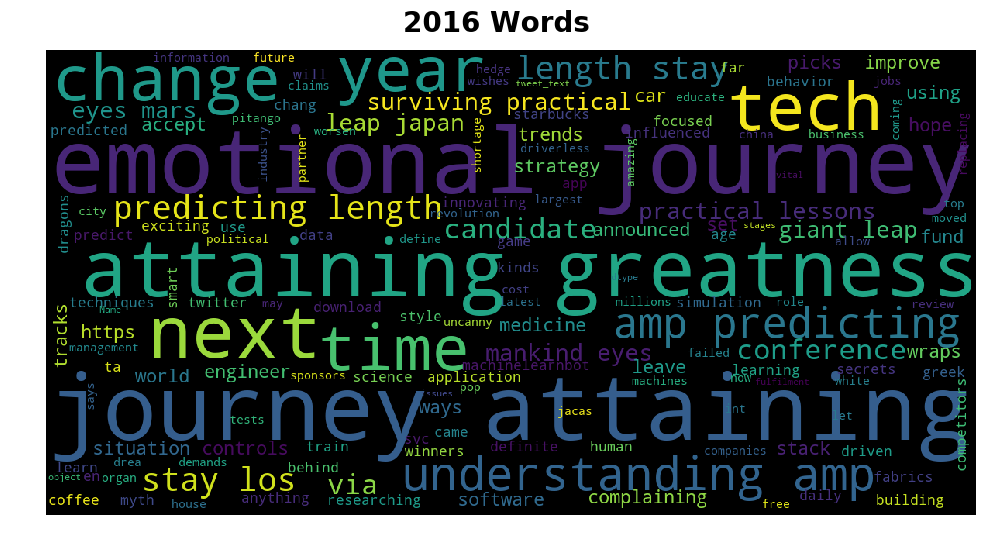 2016 Words
information future
change year length stay far picks improve
will hedge wishes tweet_text behavior jobs
claims
eyes mars chang surviving practical car educate using
pitango starbucks focused tech coming
predicted accept worsen leap japan trends influenced china business hope
industry partner shortage driverless amazing replacing
emotional journey
strategy
app vital
dragons predicting length innovating largest practical lessons top
city revolution moved
exciting use candidate announced set stages giant leap fund
predict political data define game age allow
attaining greatness
smart kinds
cost type
techniques twitter may download latest millions simulation role review
Name
tracks https next time style uncanny medicine amp predicting
management mankind eyes failed conference wraps
ta engineer machinelearnbot leave secrets
world sponsors science application machines now learning greek
pop fulfilment white
journey attaining
says issues
ways jacas int let competitors
tests came
situation controls svc winners definite human companies stack driven
learn train
drea demands behind
object en organ stay los via understanding amp fabrics
coffee myth house anything researching software complaining free daily building